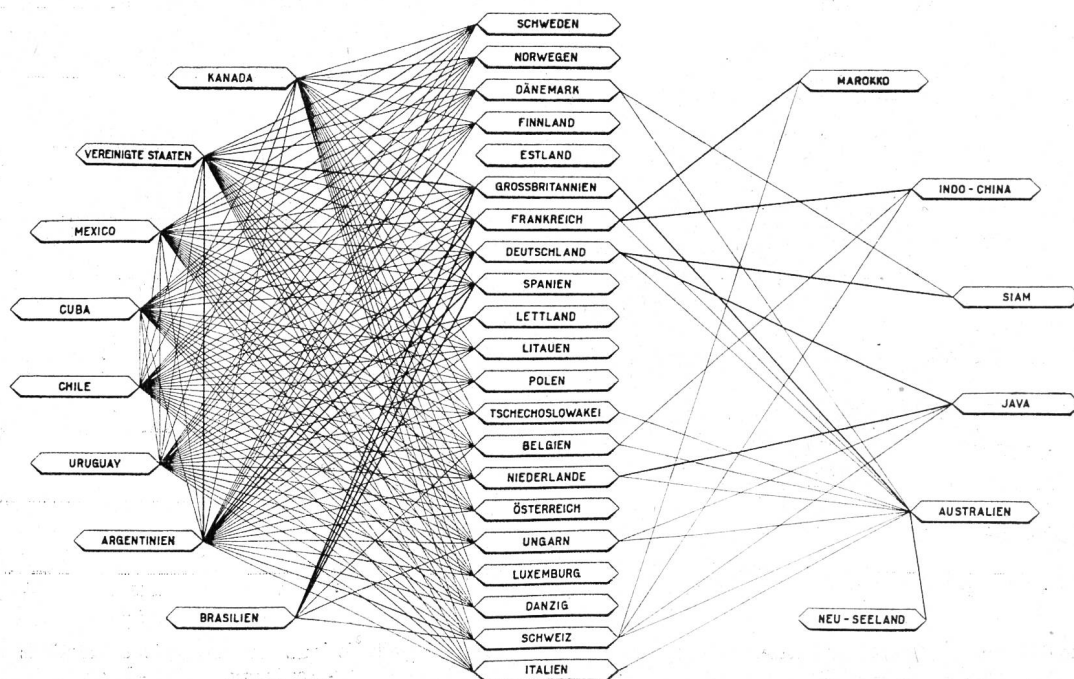 KANADA
VEREINIGTE STAATEN
MEXICO
CUBA
CHILE
URUGUAY
ARGENTINIEN
BRASILIEN
SCHWEDEN
NORWEGEN
DÄNEMARK
FINNLAND
ESTLAND
GROSSBRITANNIEN
FRANKREICH
DEUTSCHLAND
SPANIEN
LETTLAND
LITAUEN
POLEN
TSCHECHOSLOWAKEI
BELGIEN
NIEDERLANDE
ÖSTERREICH
UNGARN
LUXEMBURG
DANZIG
SCHWEIZ
ITALIEN
MAROKKO
INDO-CHINA
SIAM
JAVA
AUSTRALIEN
NEU-SEELAND